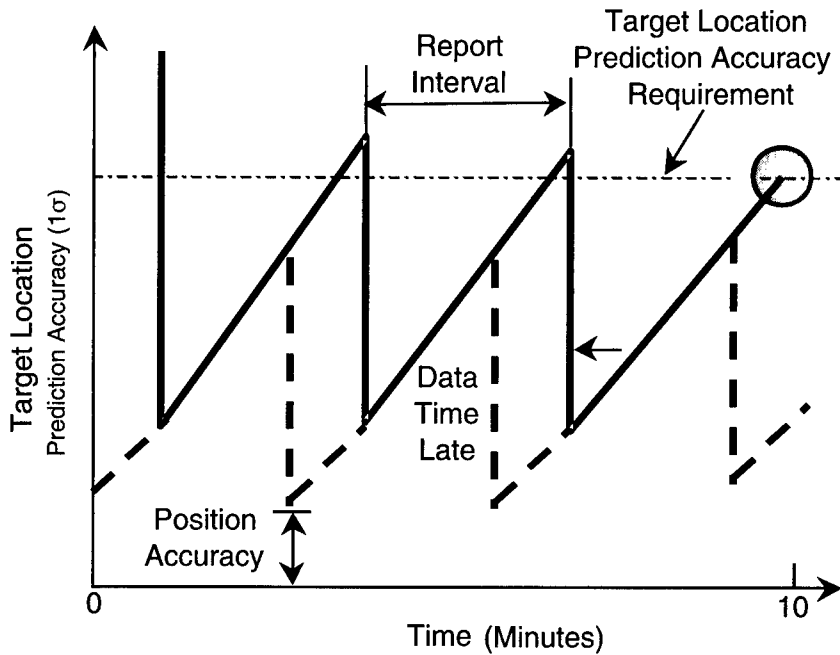 Target Location
Prediction Accuracy
Requirement
Report
Interval
Target Location
Prediction Accuracy (1σ)
Data
Time
Late
Position
Accuracy
0
10
Time (Minutes)